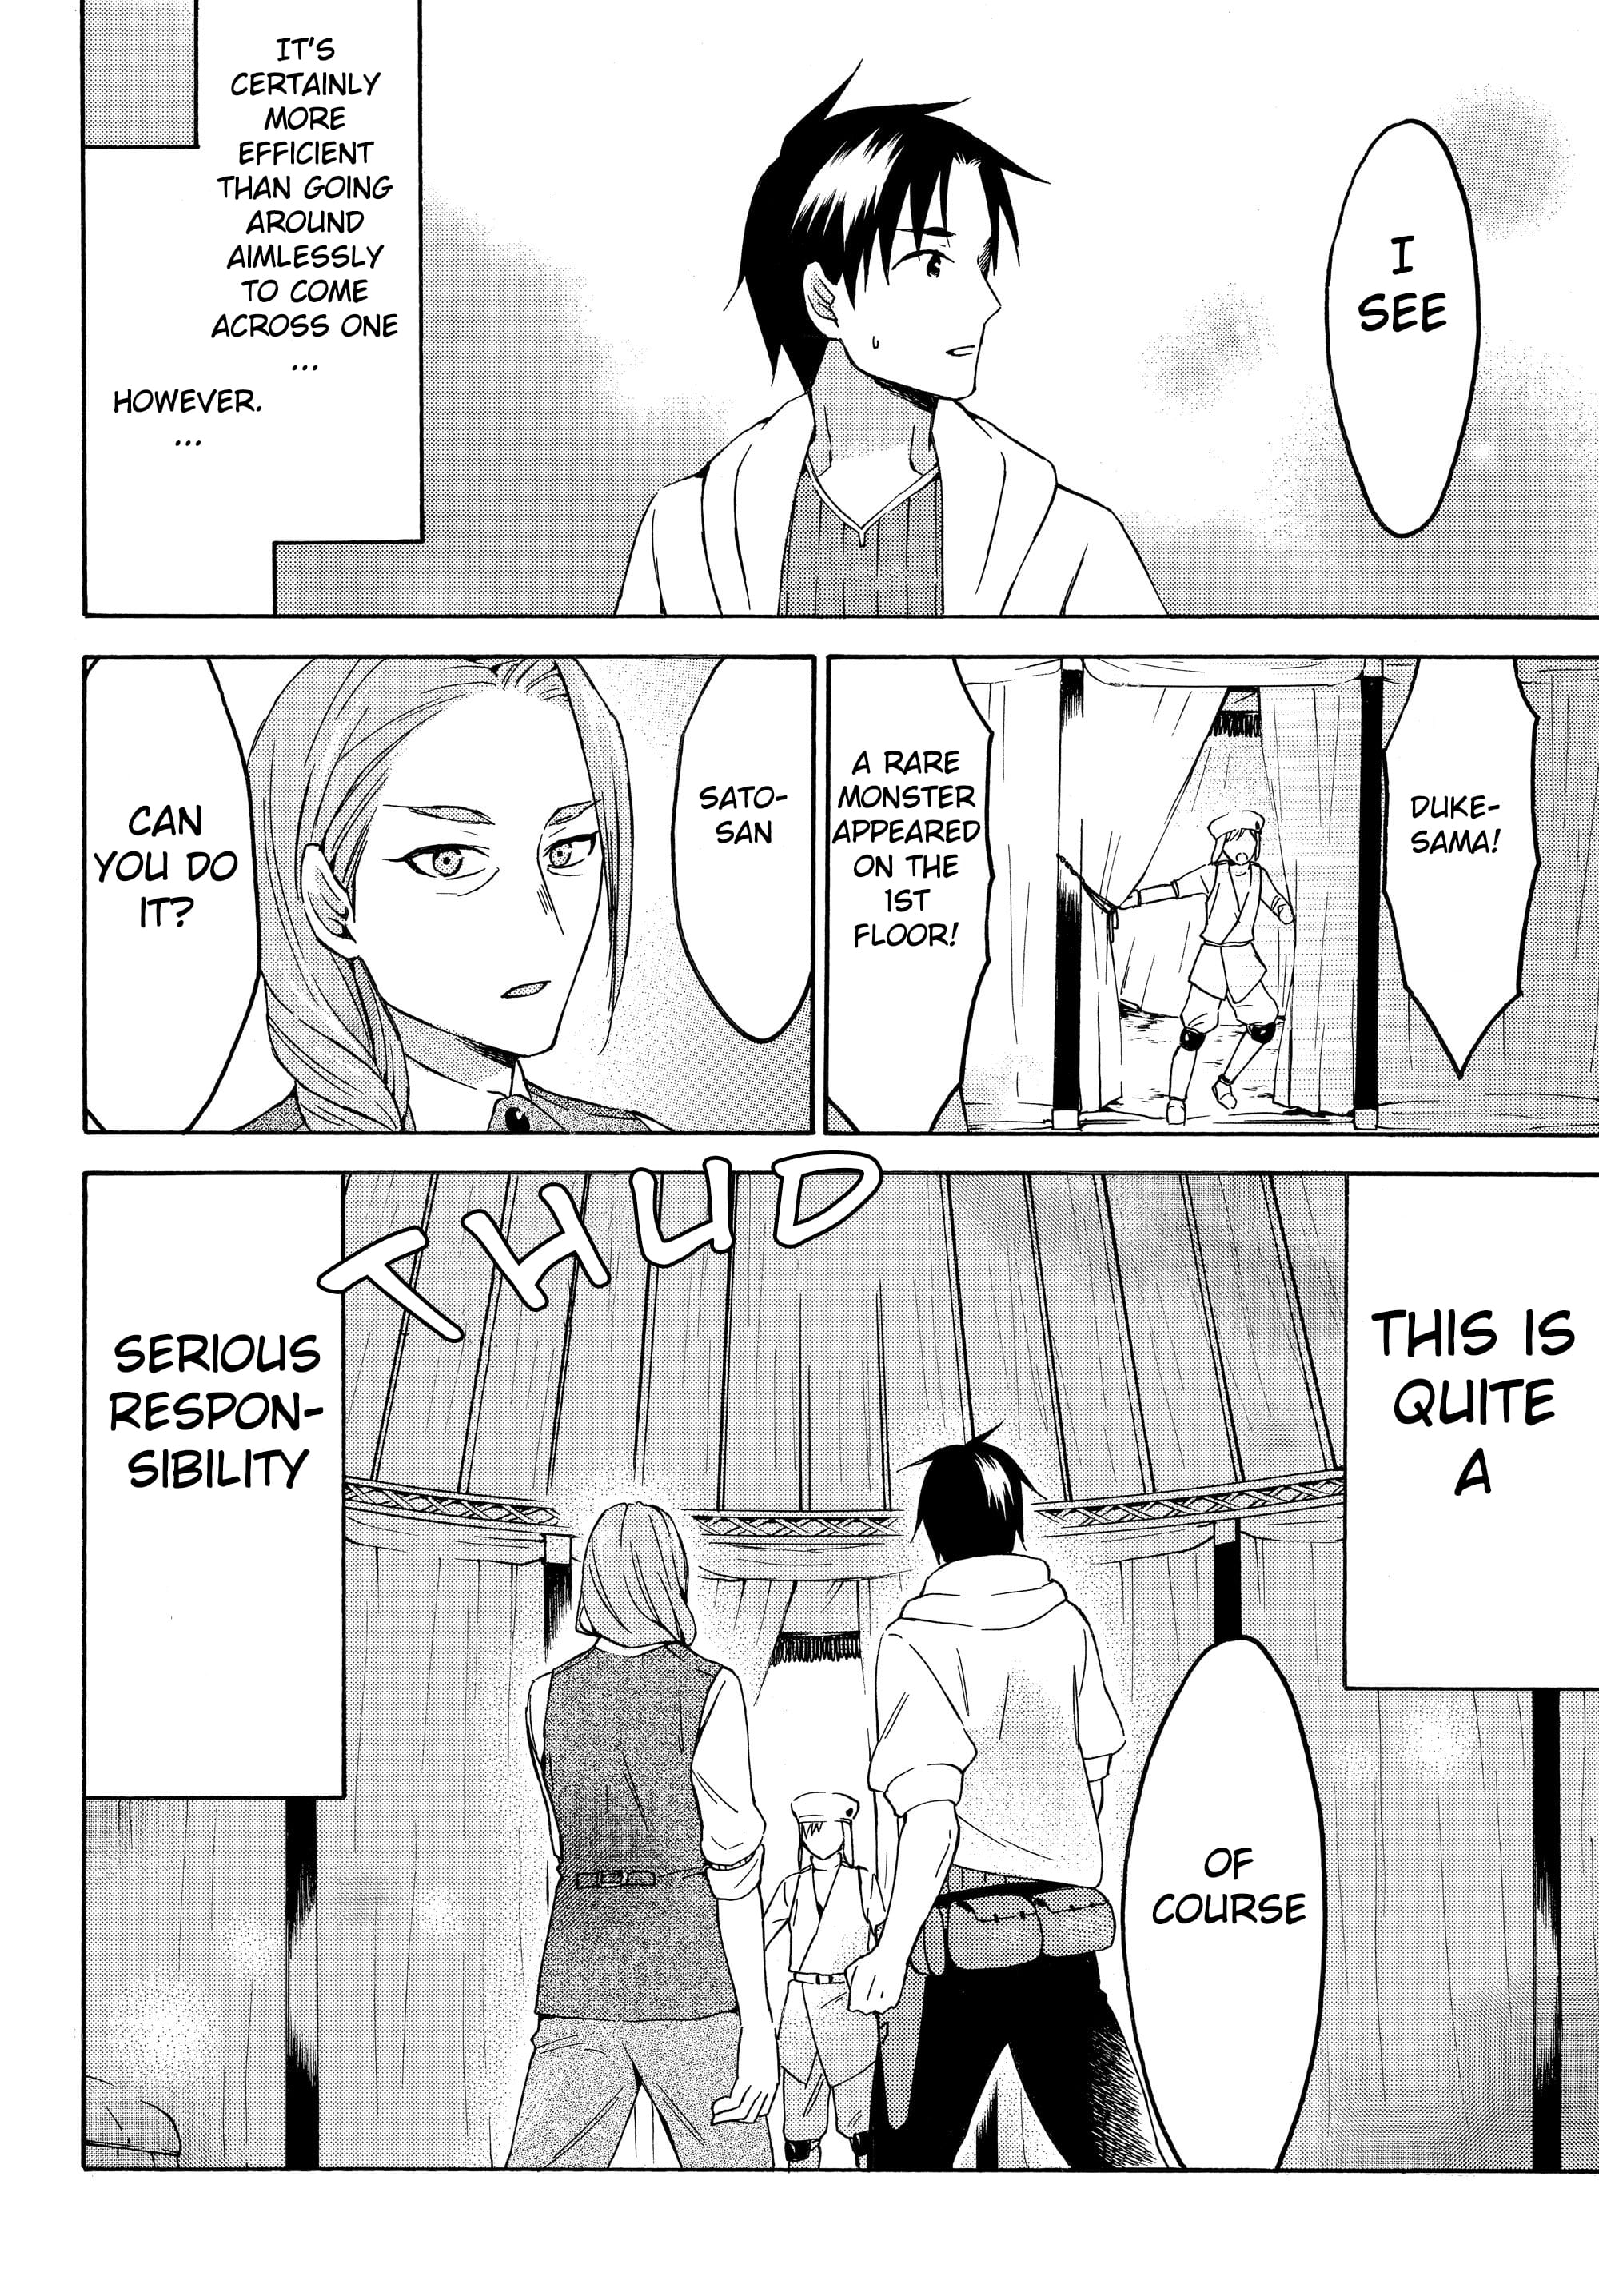 I
SEE
IT'S
CERTAINLY
MORE
EFFICIENT
THAN GOING
AROUND
AIMLESSLY
TO COME
ACROSS ONE
...
HOWEVER.
...
DUKE-
SAMA!
A RARE
MONSTER
APPEARED
ON THE
1ST
FLOOR!
SATO-
SAN
CAN
YOU DO
IT?
THIS IS
QUITE
A
THUD
SERIOUS
RESPON-
SIBILITY
OF
COURSE